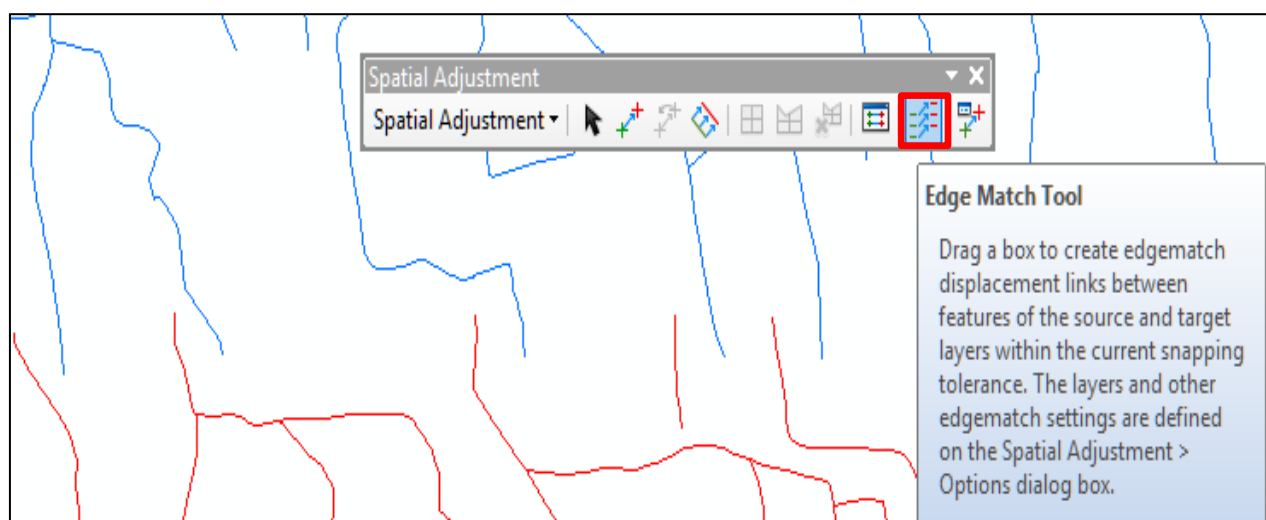 Spatial Adjustment
Spatial Adjustment
Edge Match Tool
Drag a box to create edgematch
displacement links between
features of the source and target
layers within the current snapping
tolerance. The layers and other
edgematch settings are defined
on the Spatial Adjustment >
Options dialog box.